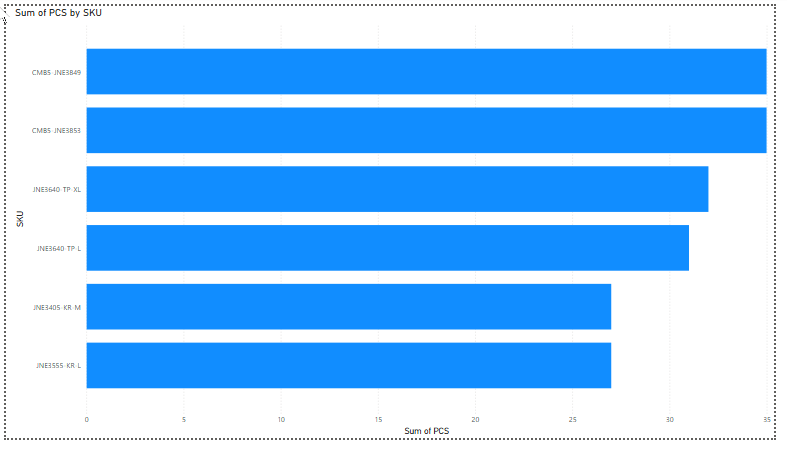 Sum of PCS by SKU
CMB5-JNE3849
CMB5-JNE3853
JNE3640-TP-XL
SKU
JNE3640-TP-L
JNE3405-KR-M
JNE3555-KR-L
0 5 10 15 20 25 30 35
Sum of PCS